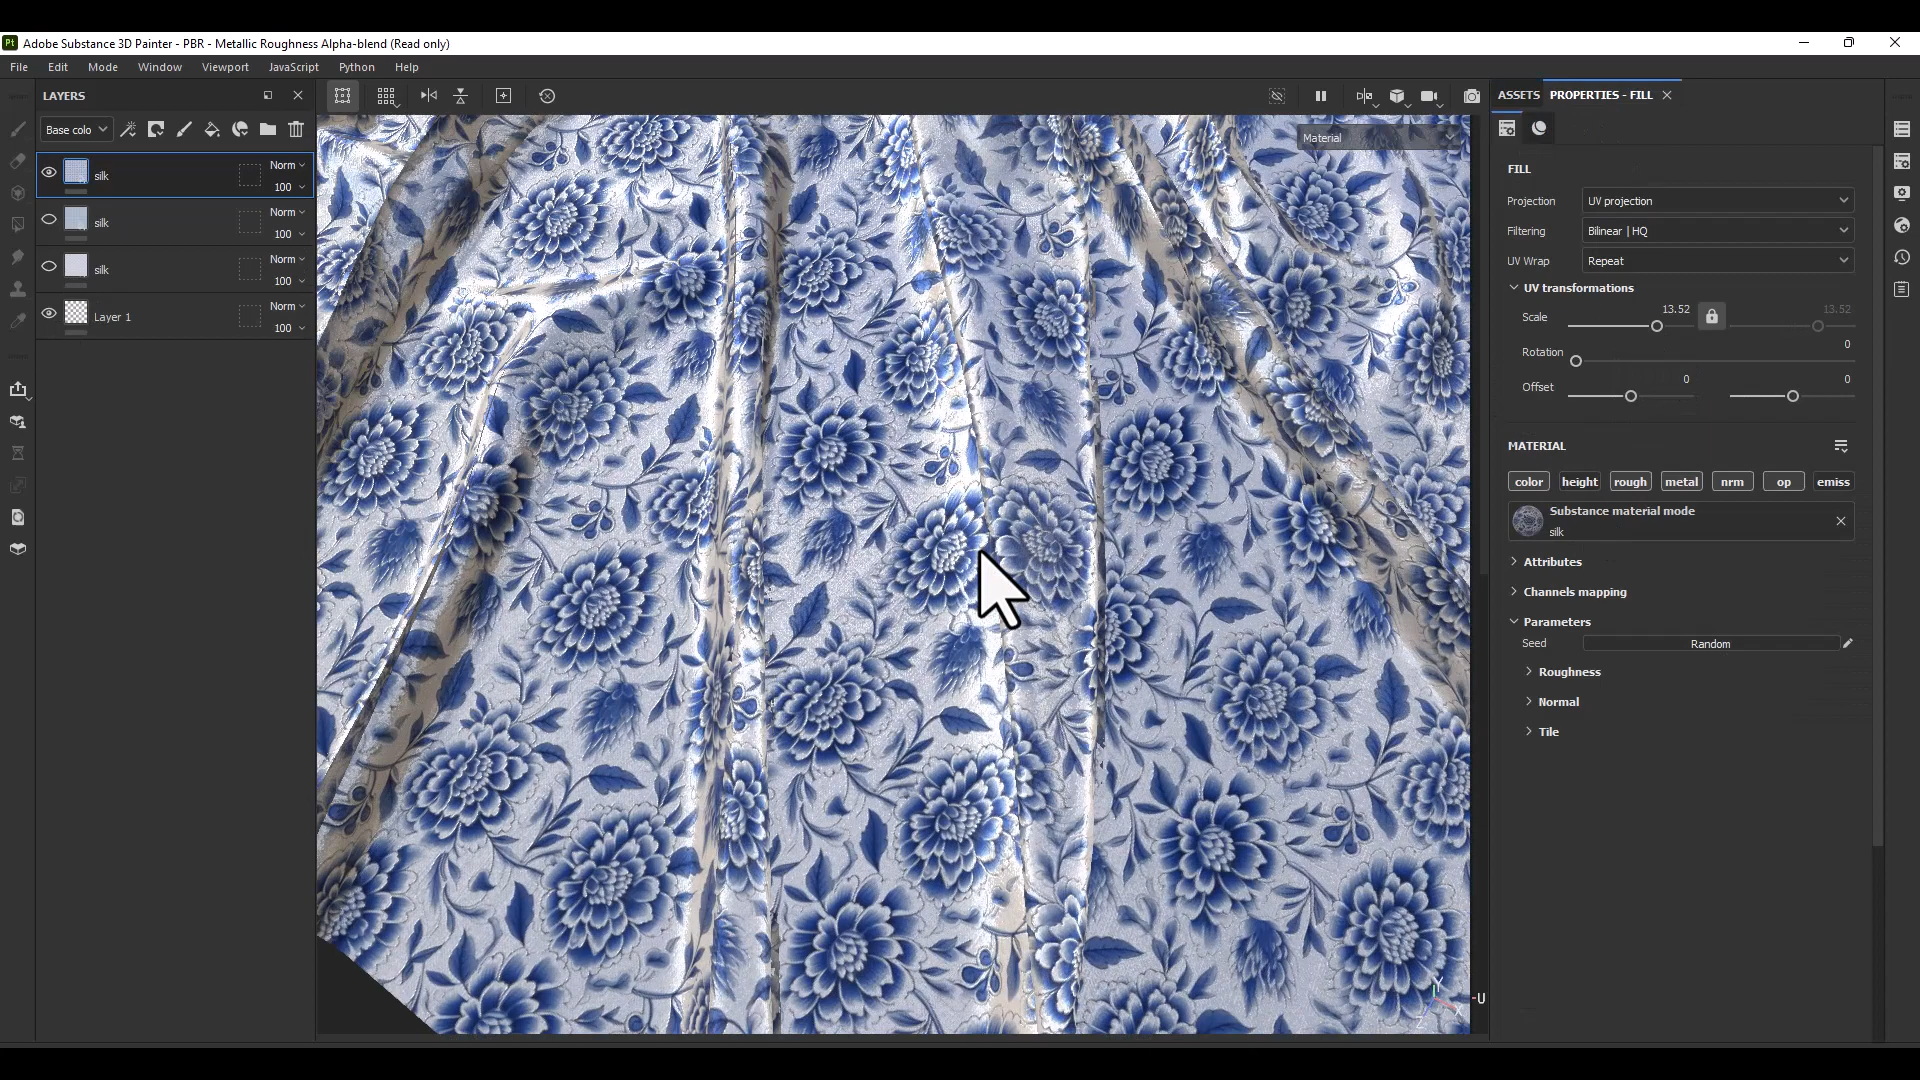 Pt Adobe Substance 3D Painter - PBR - Metallic Roughness Alpha-blend (Read only)
File Edit Mode Window Viewport JavaScript Python Help
LAYERS
Base colo
silk Norm 100
silk Norm 100
silk Norm 100
Layer 1 Norm 100
Material
Y
Z X
-U
ASSETS PROPERTIES - FILL
FILL
Projection UV projection
Filtering Bilinear | HQ
UV Wrap Repeat
UV transformations
Scale 13.52 13.52
Rotation 0
Offset 0 0
MATERIAL
color height rough metal nrm op emiss
Substance material mode
silk
Attributes
Channels mapping
Parameters
Seed Random
Roughness
Normal
Tile